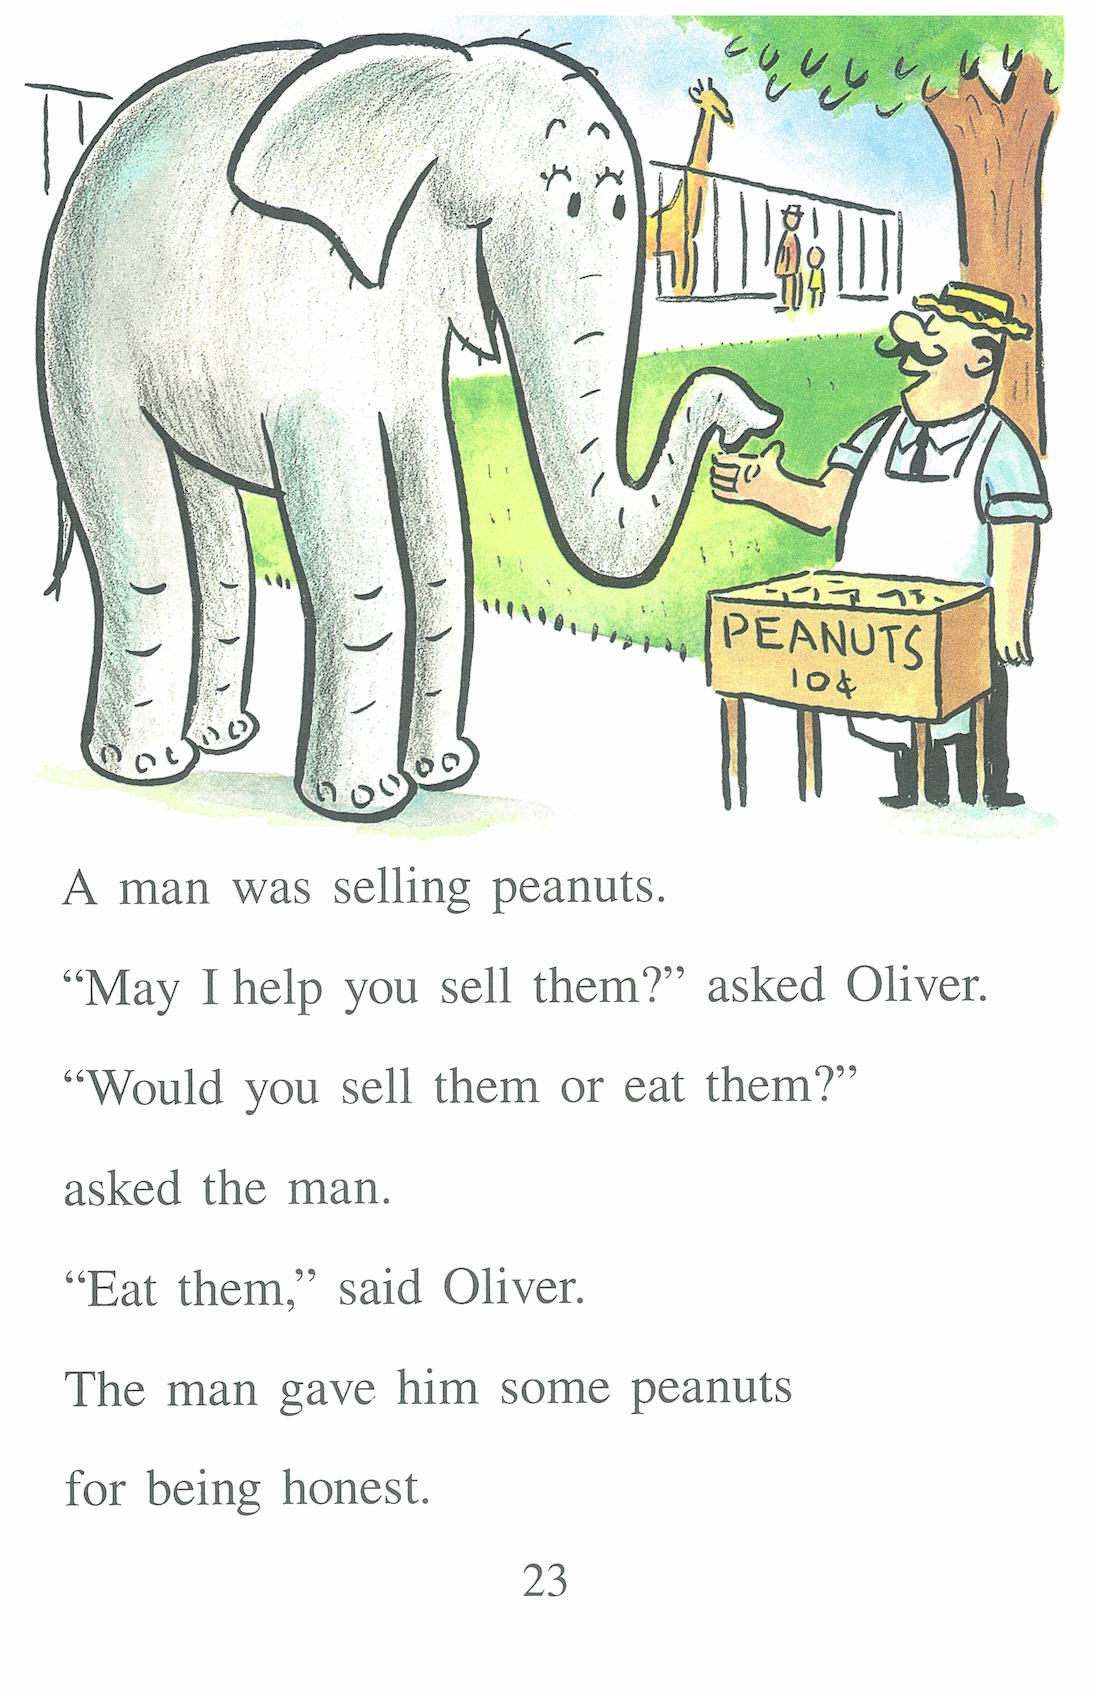 PEANUTS
10¢
A man was selling peanuts.
“May I help you sell them?” asked Oliver.
“Would you sell them or eat them?”
asked the man.
“Eat them,” said Oliver.
The man gave him some peanuts
for being honest.
23